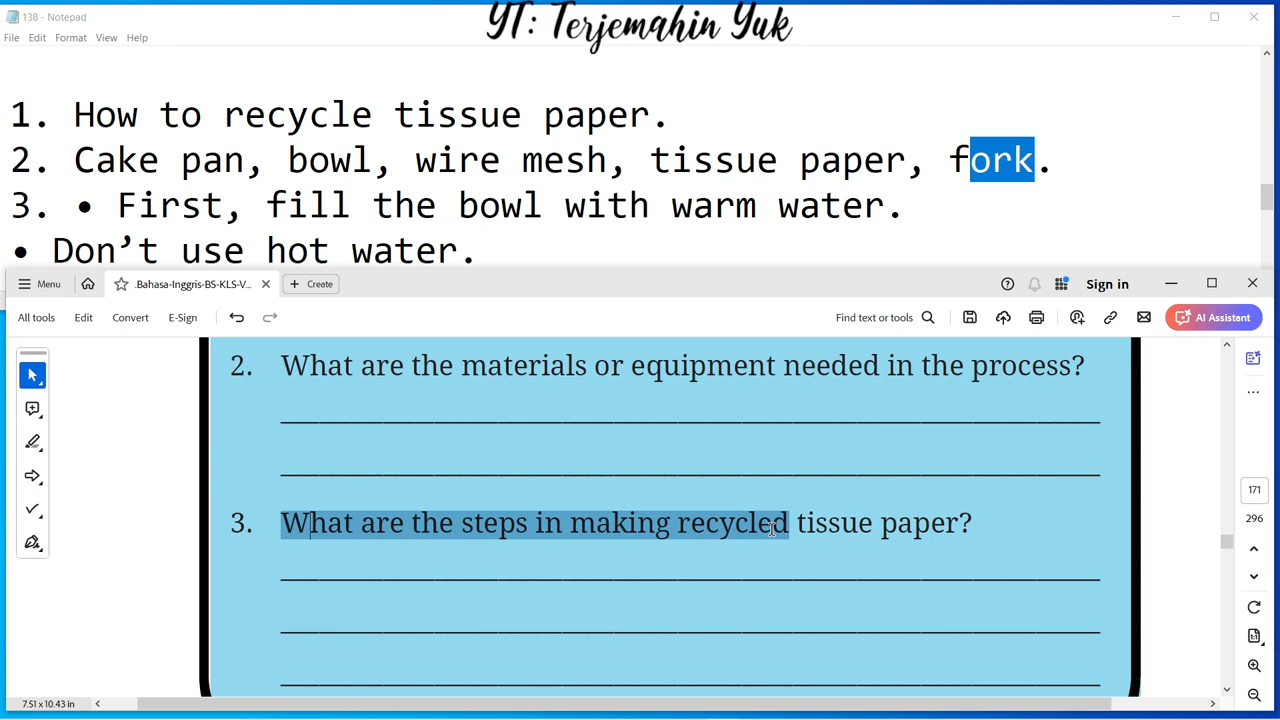 138 - Notepad
YT: Terjemahin Yuk
File Edit Format View Help
1. How to recycle tissue paper.
2. Cake pan, bowl, wire mesh, tissue paper, fork.
3. • First, fill the bowl with warm water.
• Don’t use hot water.
Menu .Bahasa-Inggris-BS-KLS-V... Create Sign in
All tools Edit Convert E-Sign Find text or tools AI Assistant
2. What are the materials or equipment needed in the process?
3. What are the steps in making recycled tissue paper?
171
296
7.51 x 10.43 in